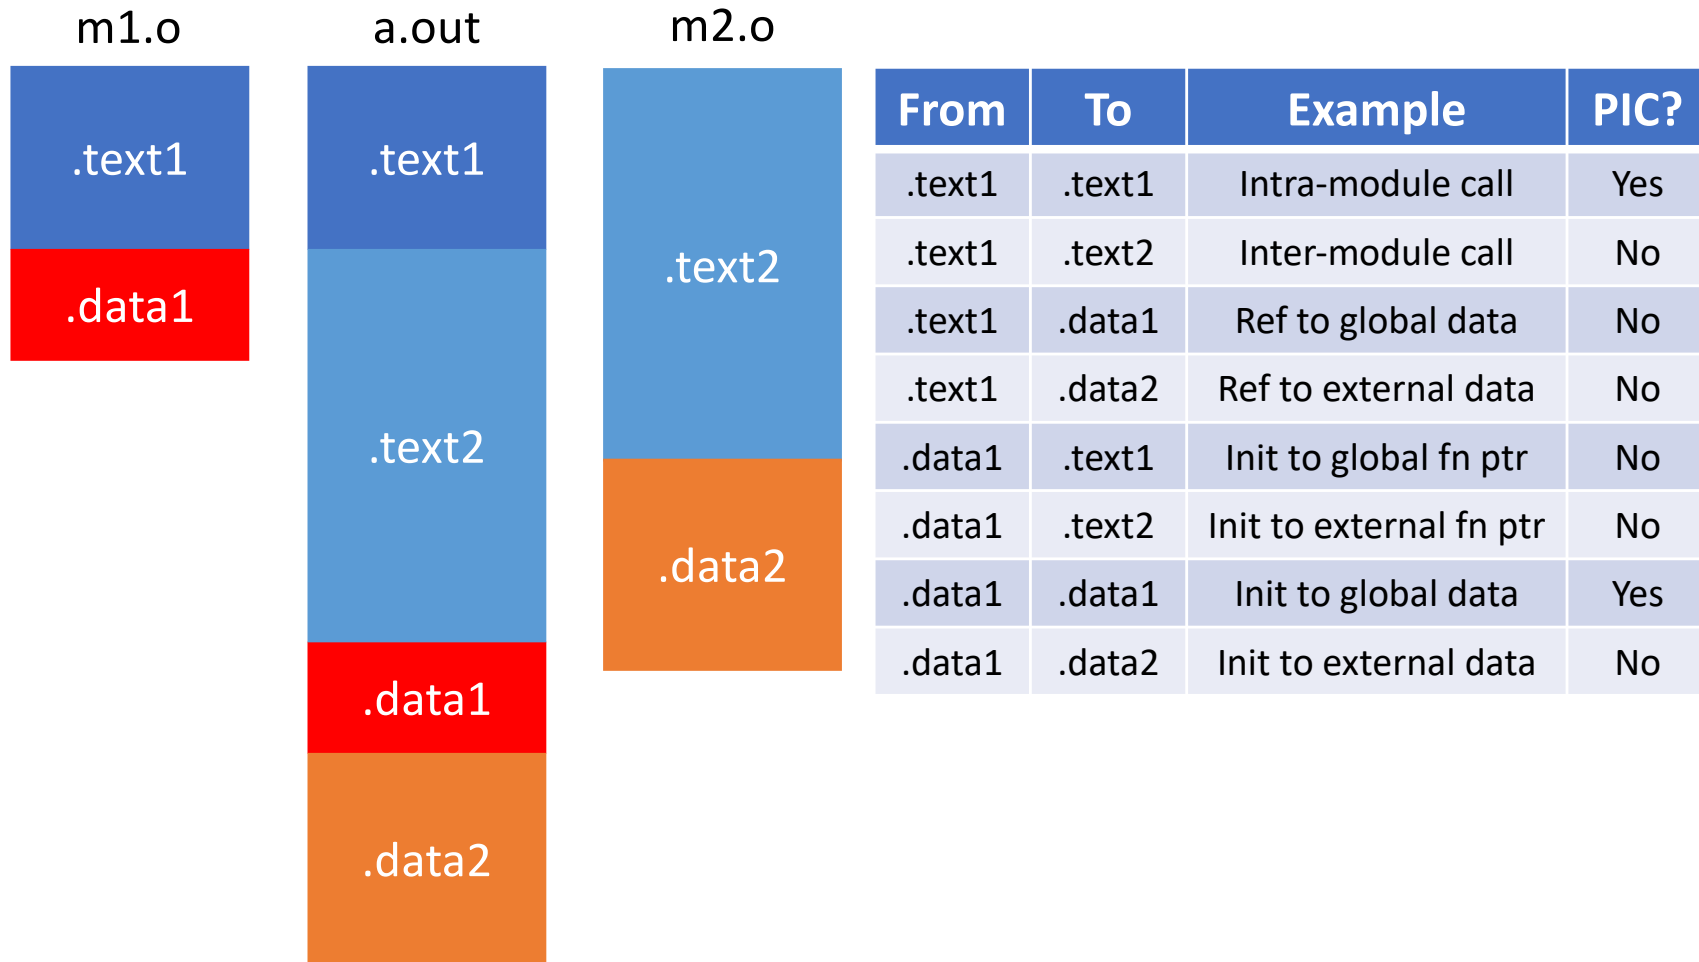 m1.o
.text1
.data1
a.out
.text1
.text2
.data1
.data2
m2.o
.text2
.data2
From To Example PIC?
.text1 .text1 Intra-module call Yes
.text1 .text2 Inter-module call No
.text1 .data1 Ref to global data No
.text1 .data2 Ref to external data No
.data1 .text1 Init to global fn ptr No
.data1 .text2 Init to external fn ptr No
.data1 .data1 Init to global data Yes
.data1 .data2 Init to external data No